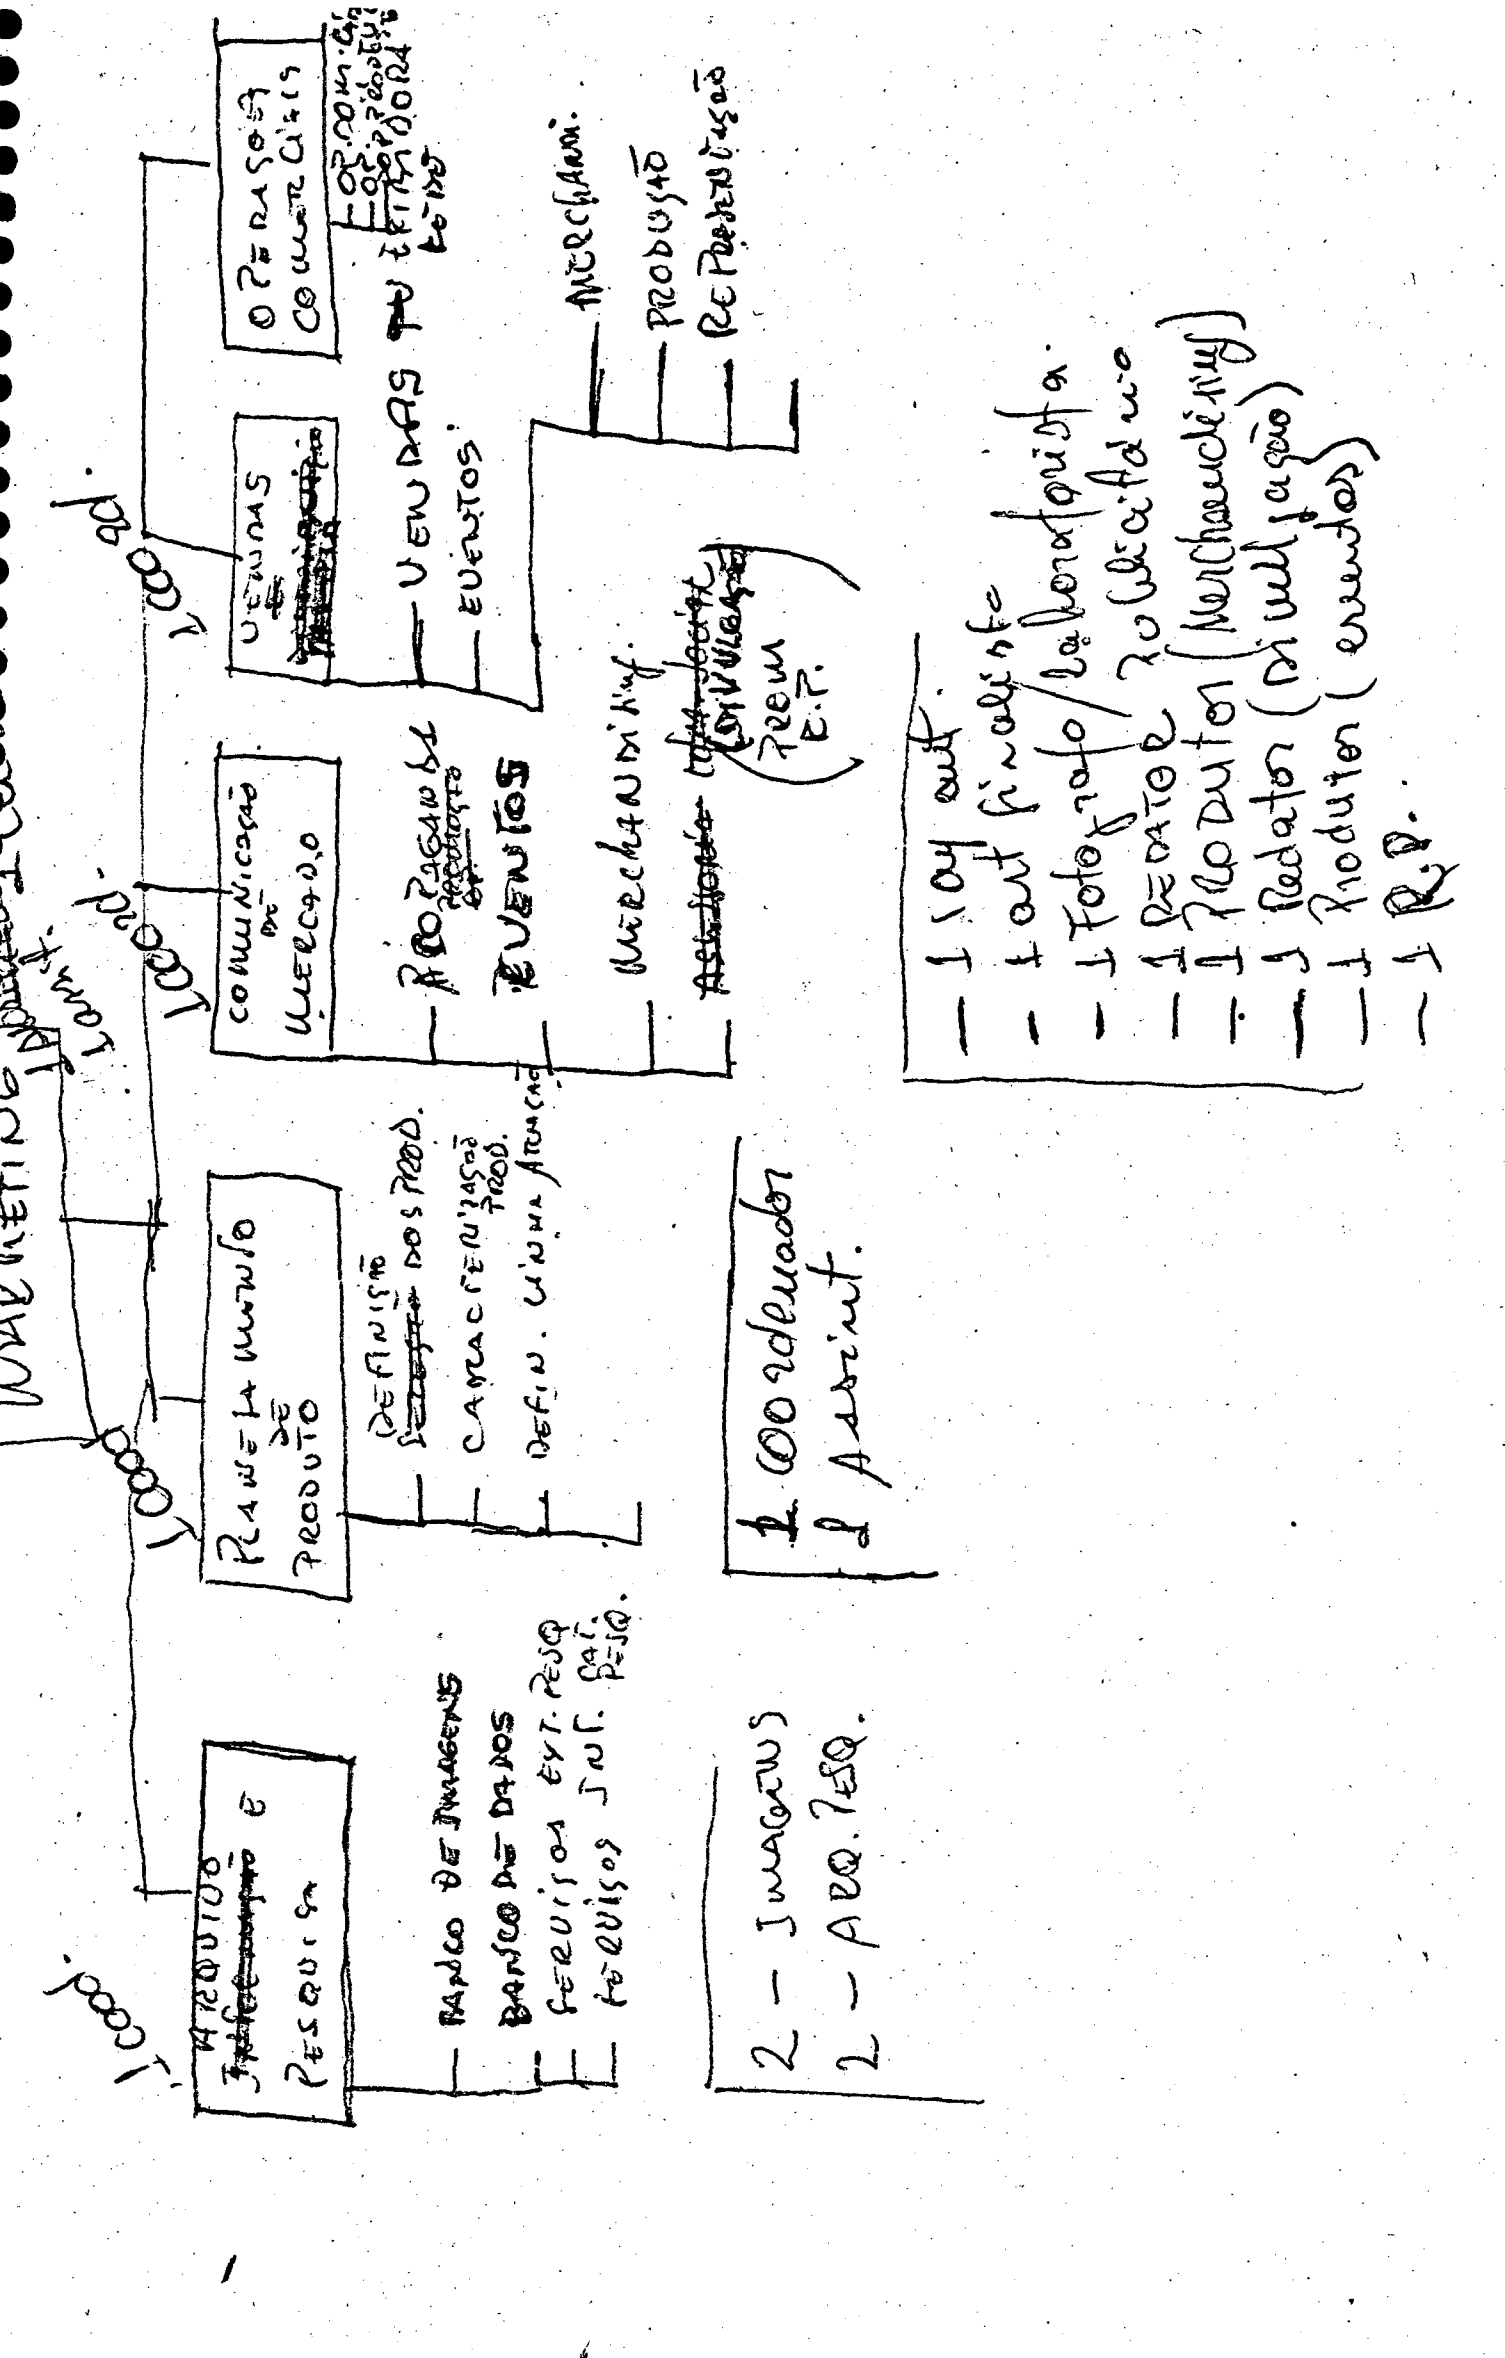 MARKETING
1 COOD.
ARQUIVO
E
PESQUISA
BANCO DE IMAGENS
BANCO DE DADOS
SERVIÇOS EXT. PESQ
SERVIÇOS INT. SAT.
PESQ.
2 - IMAGENS
2 - ARQ. PESQ.
PLANEJAMENTO
DE
PRODUTO
DEFINIÇÃO
DOS PROD.
CARACTERIZAÇÃO
PROD.
DEFIN. LINHA ATUAÇÃO
1 COORDENADOR
1 Assist.
1 COORD.
COMUNICAÇÃO
DE
MERCADO
PROPAGANDA
EVENTOS
MERCHANDISING.
DIVULGAÇÃO
(PROM
R.P.)
- 1 lay out.
- 1 art finalista
- 1 Fotógrafo/laboratorista.
- 1 REDATOR Publicitário
- 1 PRODUTOR (Merchandising)
- 1 Redator (Divulgação)
- 1 Produtor (eventos)
- 1 R.P.
1 COORD.
VENDAS
VENDAS
EVENTOS
MERCHAND.
PRODUÇÃO
REPRESENTAÇÃO
OPERAÇÕES
COMERCIAIS